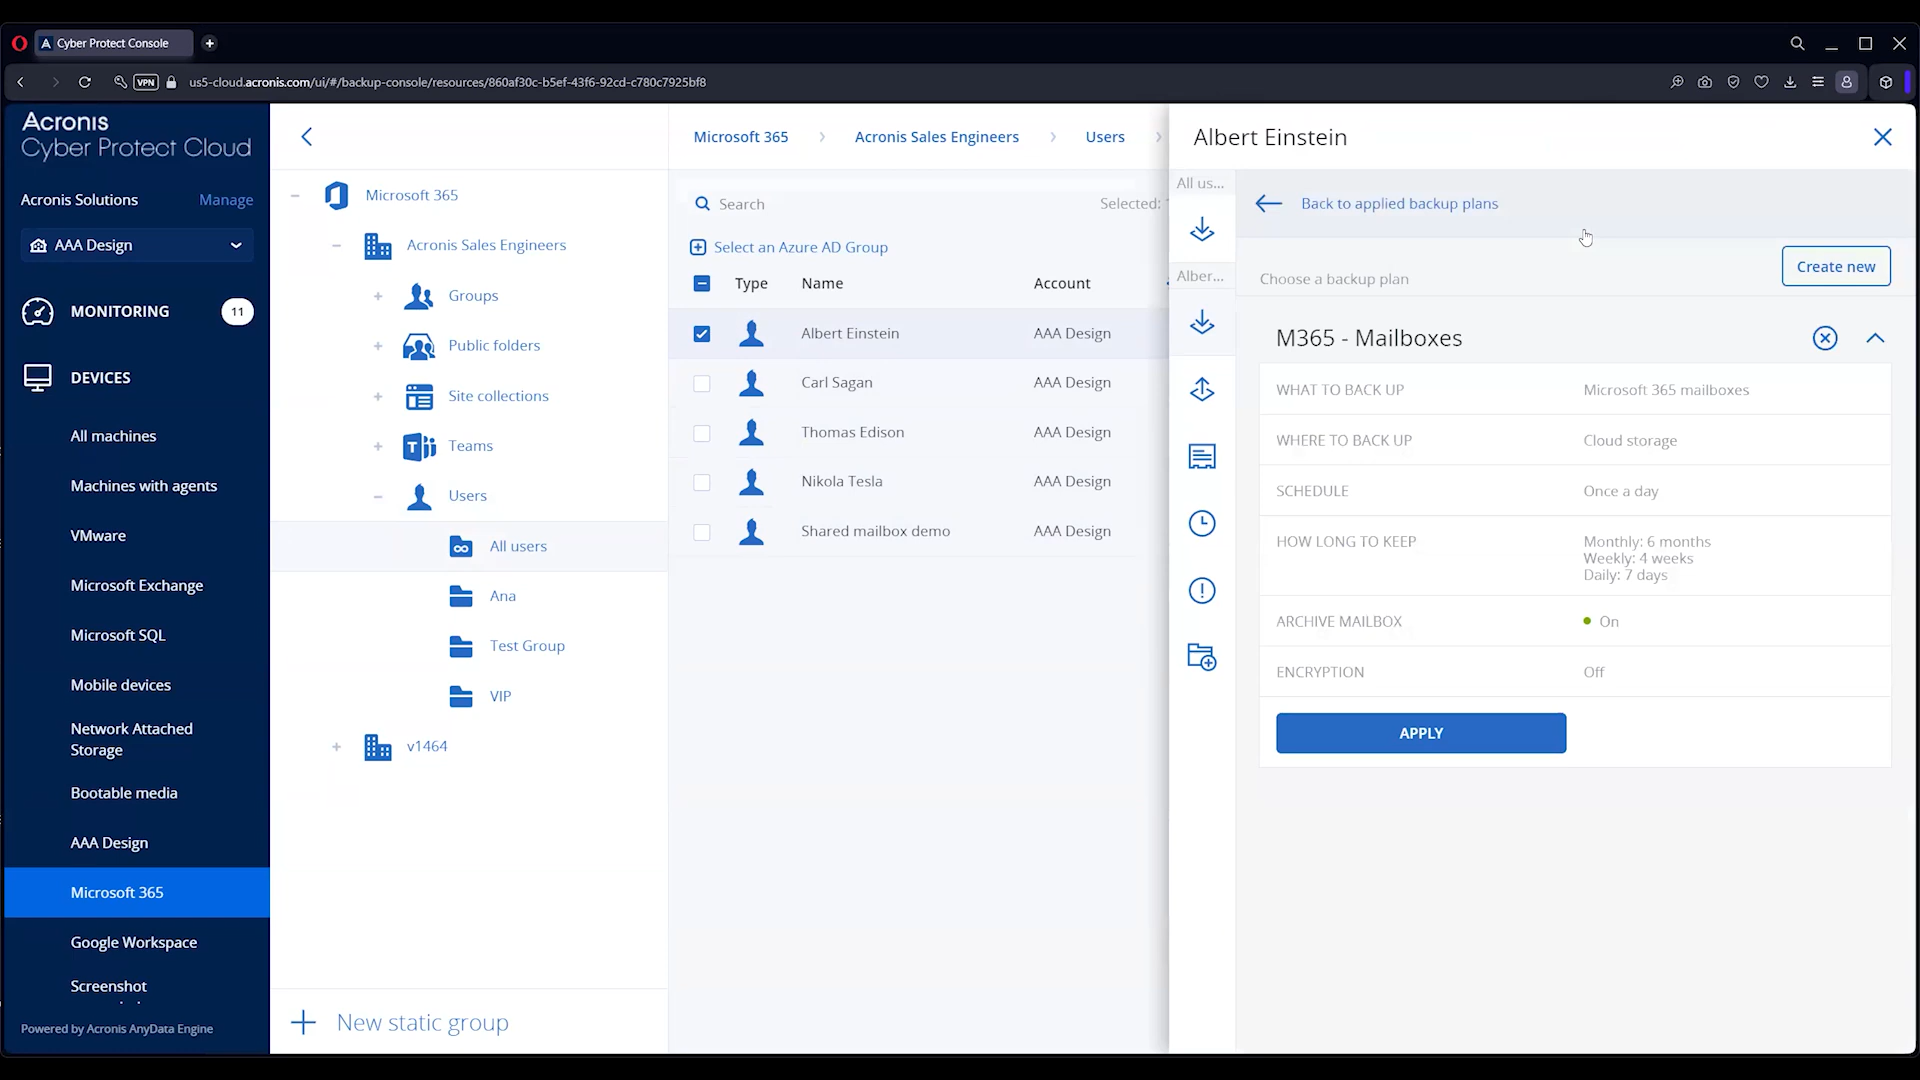 Cyber Protect Console
VPN
us5-cloud.acronis.com/ui/#/backup-console/resources/860af30c-b5ef-43f6-92cd-c780c7925bf8
Acronis
Cyber Protect Cloud
Acronis Solutions
Manage
AAA Design
MONITORING
11
DEVICES
All machines
Machines with agents
VMware
Microsoft Exchange
Microsoft SQL
Mobile devices
Network Attached
Storage
Bootable media
AAA Design
Microsoft 365
Google Workspace
Screenshot
Powered by Acronis AnyData Engine
Microsoft 365
Acronis Sales Engineers
Groups
Public folders
Site collections
Teams
Users
All users
Ana
Test Group
VIP
v1464
New static group
Microsoft 365
Acronis Sales Engineers
Users
Search
Selected:
Select an Azure AD Group
Type Name Account
Albert Einstein AAA Design
Carl Sagan AAA Design
Thomas Edison AAA Design
Nikola Tesla AAA Design
Shared mailbox demo AAA Design
Albert Einstein
All us...
Alber...
Back to applied backup plans
Choose a backup plan
Create new
M365 - Mailboxes
WHAT TO BACK UP Microsoft 365 mailboxes
WHERE TO BACK UP Cloud storage
SCHEDULE Once a day
HOW LONG TO KEEP Monthly: 6 months
Weekly: 4 weeks
Daily: 7 days
ARCHIVE MAILBOX On
ENCRYPTION Off
APPLY